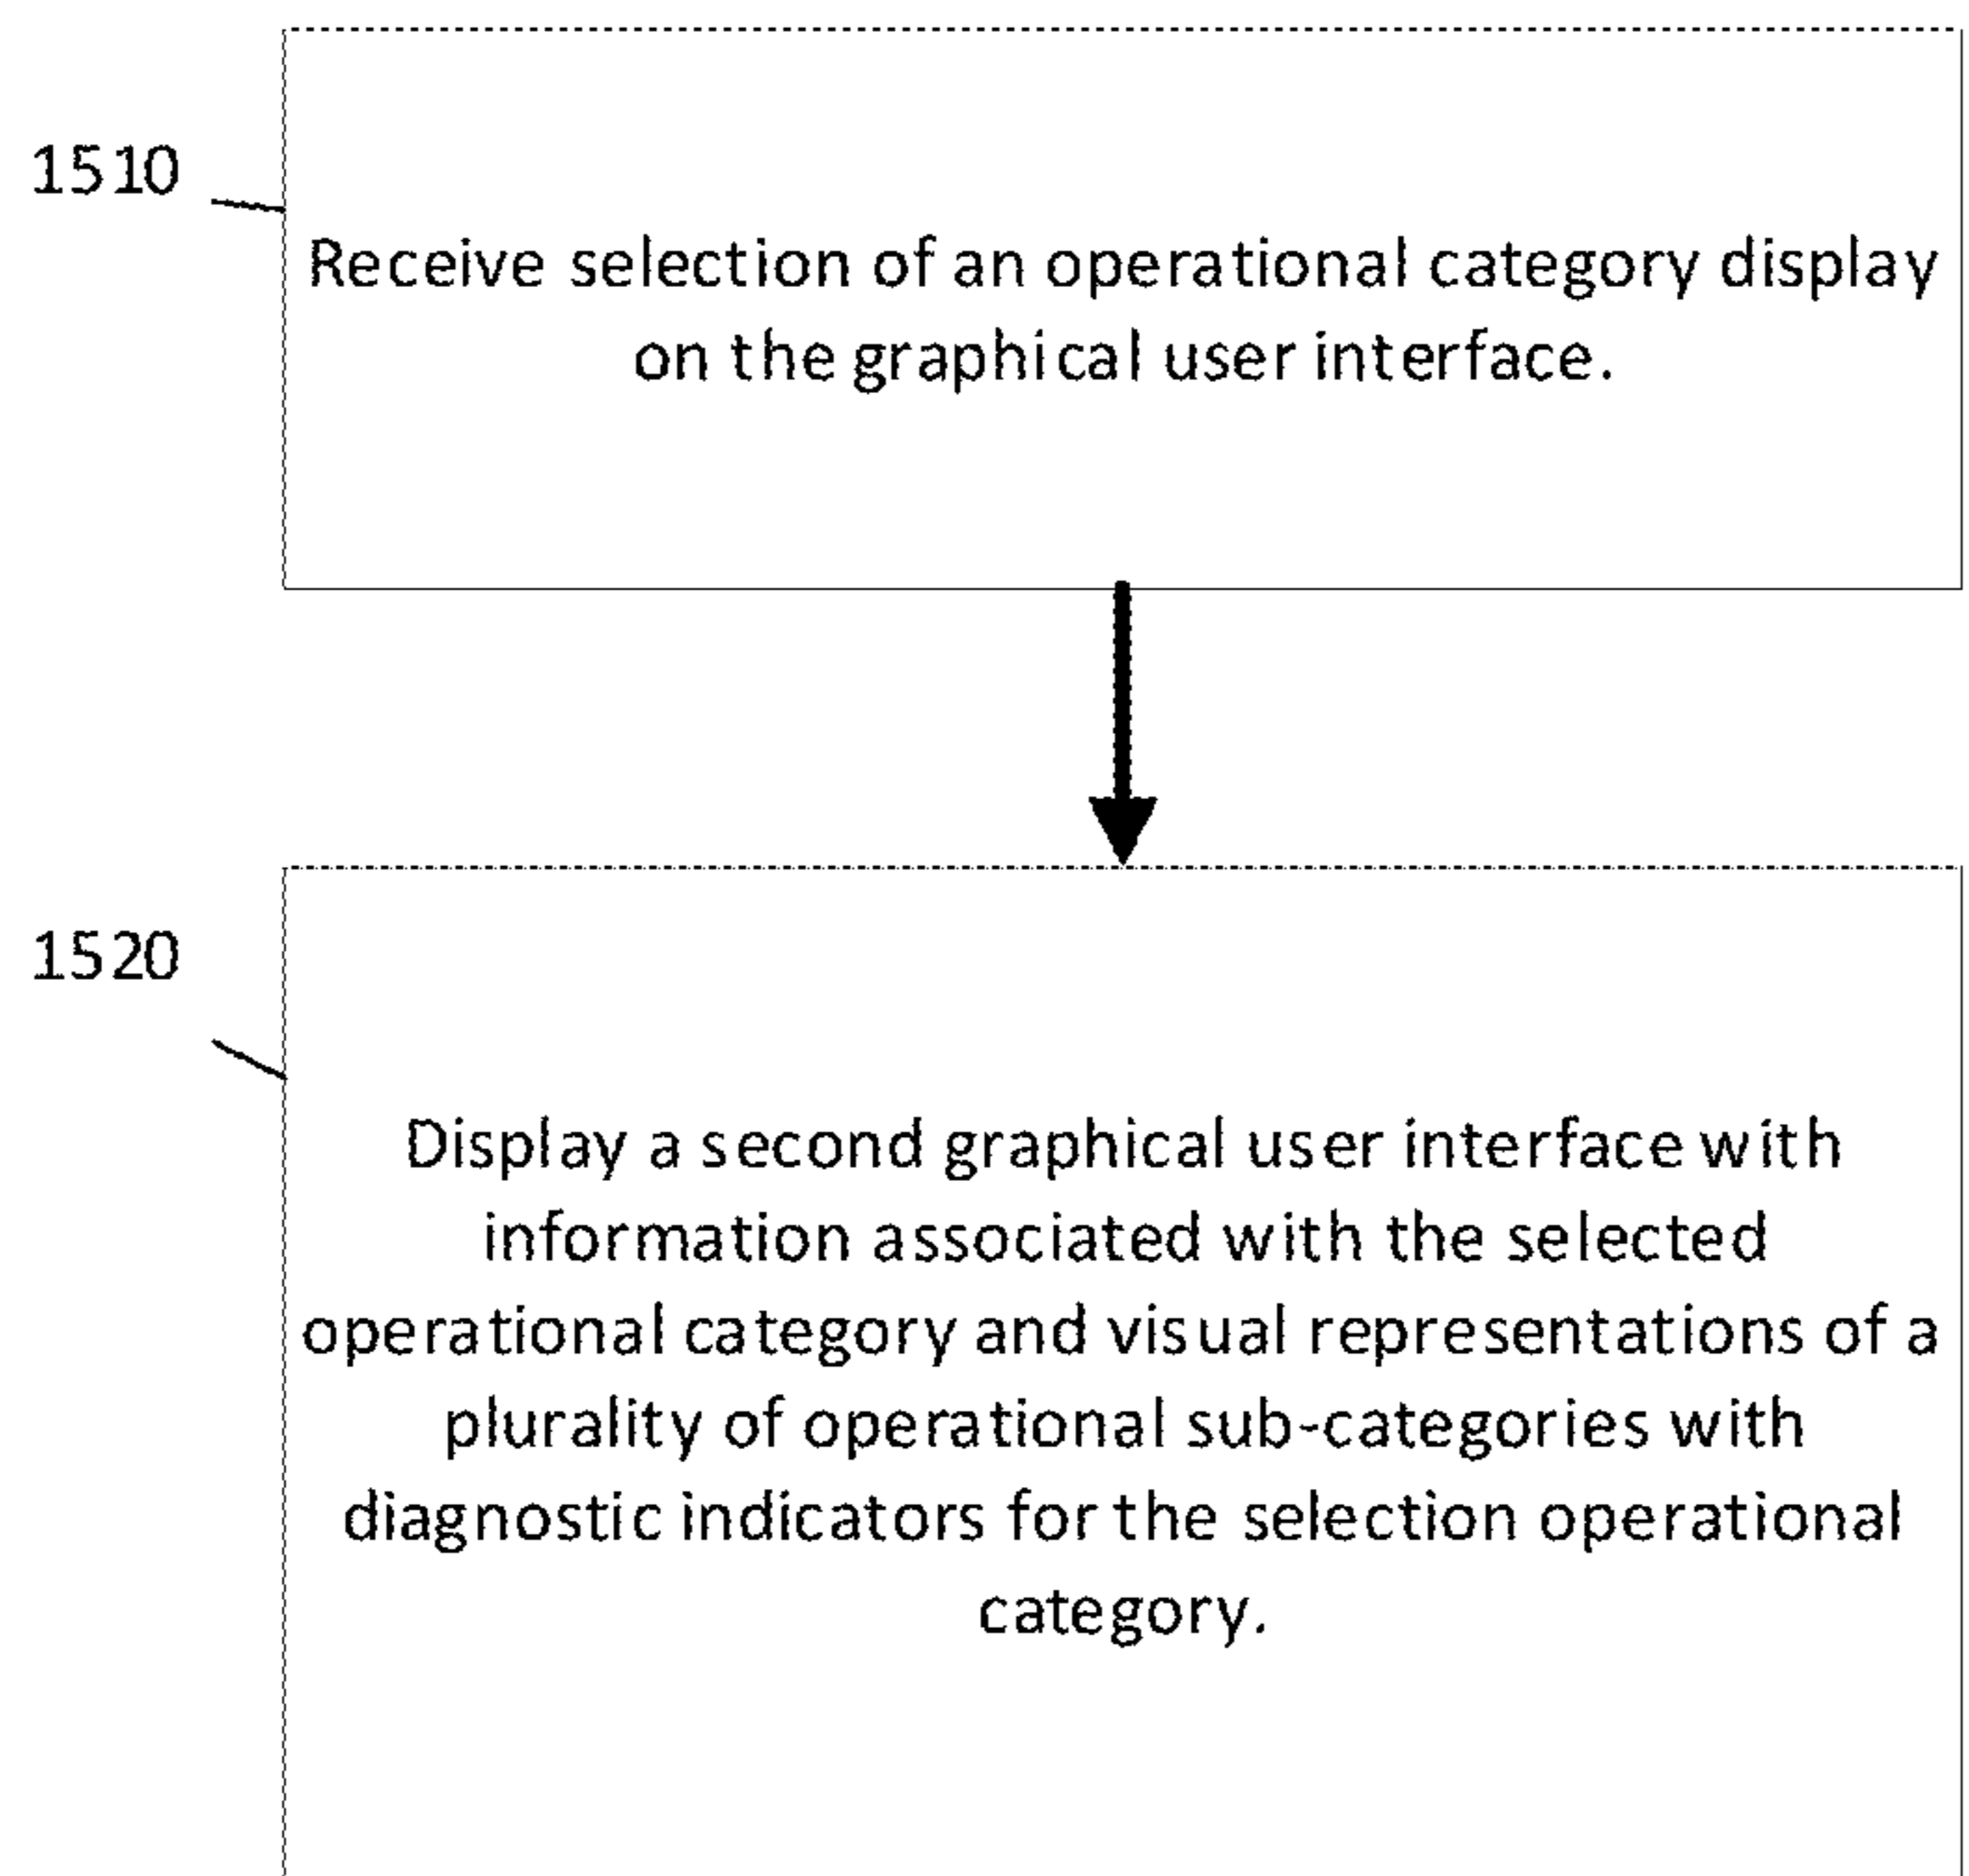 1510
Receive selection of an operational category display
on the graphical user interface.
1520
Display a second graphical user interface with
information associated with the selected
operational category and visual representations of a
plurality of operational sub-categories with
diagnostic indicators for the selection operational
category.